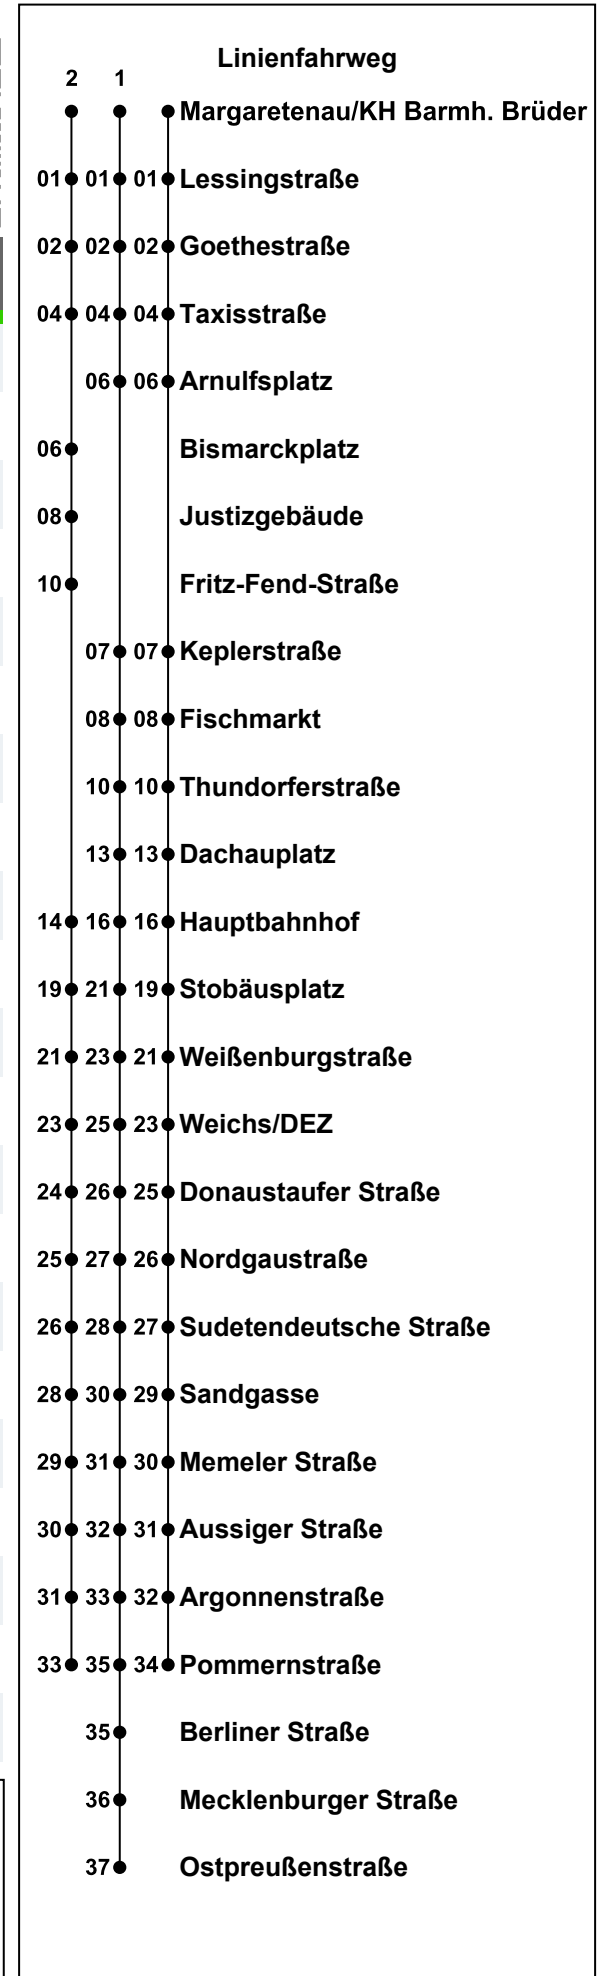 Linienfahrweg
2 1
Margaretenau/KH Barmh. Brüder
01 01 01 Lessingstraße
02 02 02 Goethestraße
04 04 04 Taxisstraße
06 06 Arnulfsplatz
06 Bismarckplatz
08 Justizgebäude
10 Fritz-Fend-Straße
07 07 Keplerstraße
08 08 Fischmarkt
10 10 Thundorferstraße
13 13 Dachauplatz
14 16 16 Hauptbahnhof
19 21 19 Stobäusplatz
21 23 21 Weißenburgstraße
23 25 23 Weichs/DEZ
24 26 25 Donaustaufer Straße
25 27 26 Nordgaustraße
26 28 27 Sudetendeutsche Straße
28 30 29 Sandgasse
29 31 30 Memeler Straße
30 32 31 Aussiger Straße
31 33 32 Argonnenstraße
33 35 34 Pommernstraße
35 Berliner Straße
36 Mecklenburger Straße
37 Ostpreußenstraße